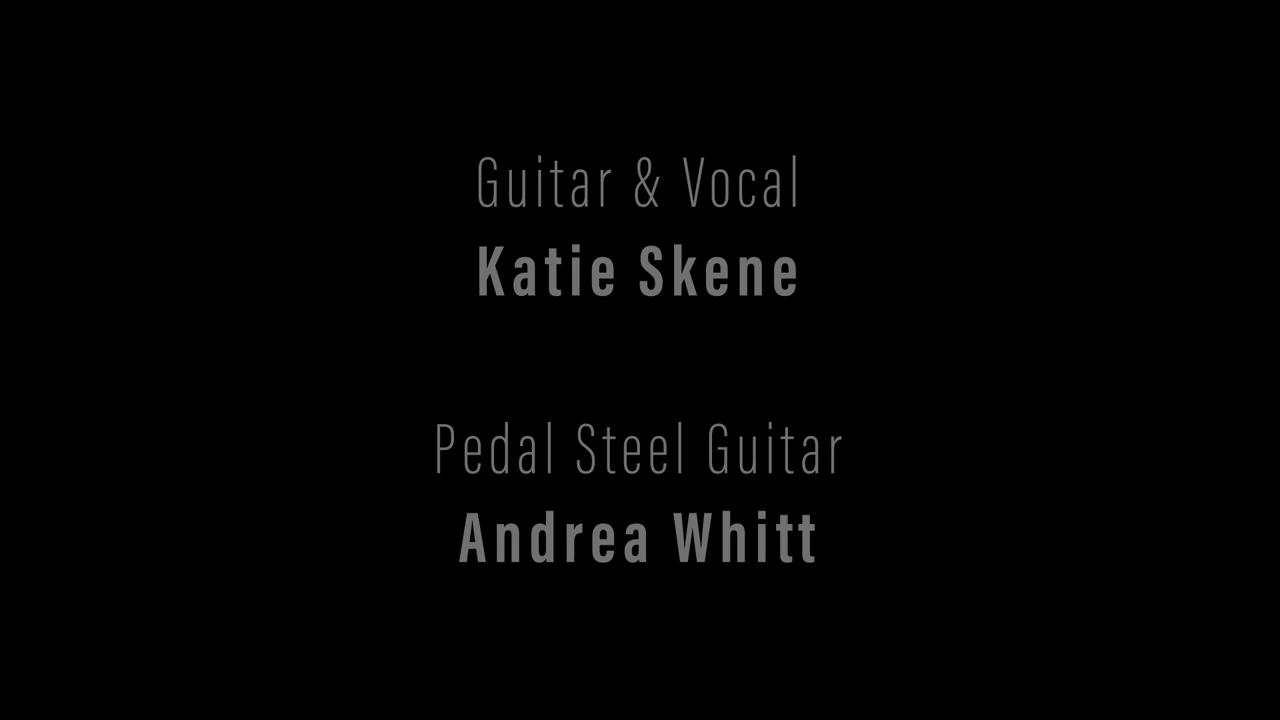 Guitar & Vocal
Katie Skene
Pedal Steel Guitar
Andrea Whitt